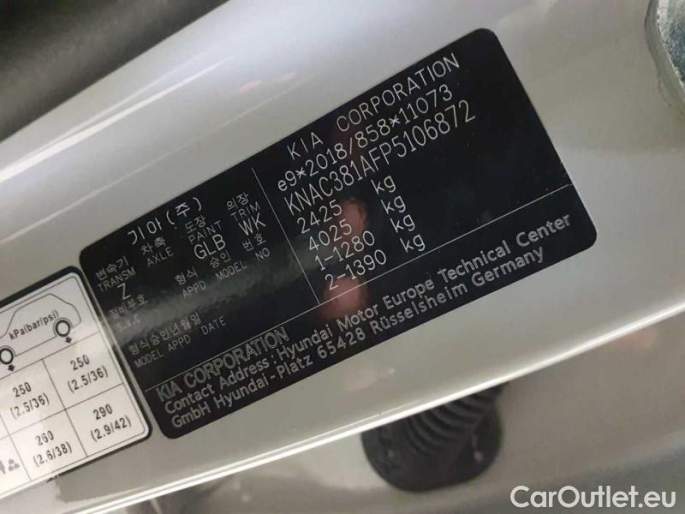 KIA CORPORATION
e9*2018/858*11073
KNAC381AFP5106872
2425 kg
4025 kg
1-1280 kg
2-1390 kg
기아(주)
변속기 차축 도장 의장
TRANSM AXLE PAINT TRIM
Z GLB WK
형식 승인 번호
APPD MODEL NO
형식승인년월일
MODEL APPD DATE
KIA CORPORATION
Contact Address : Hyundai Motor Europe Technical Center
GmbH Hyundai - Platz 65428 Rüsselsheim Germany
kPa(bar/psi)
250 250
(2.5/36) (2.5/36)
260 290
(2.6/38) (2.9/42)
CarOutlet.eu